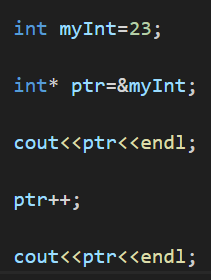 int myInt=23;
int* ptr=&myInt;
cout<<ptr<<endl;
ptr++;
cout<<ptr<<endl;